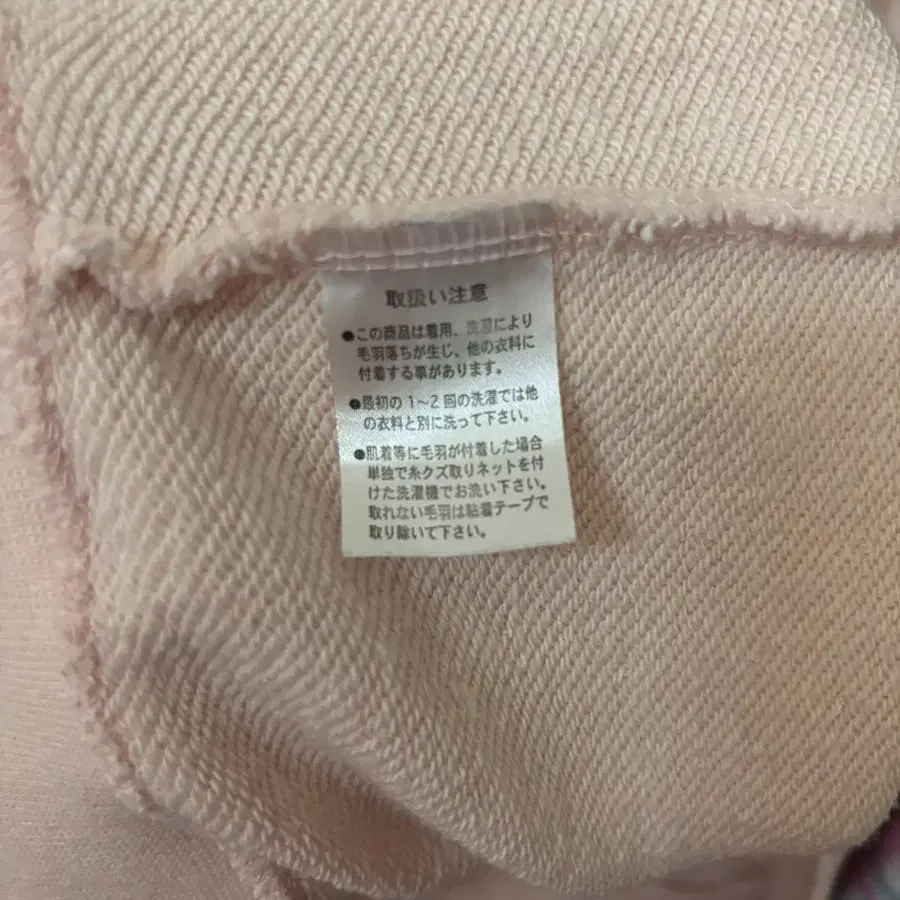 取扱い注意
●この商品は着用、洗濯により
毛羽落ちが生じ、他の衣料に
付着する事があります。
●最初の1～2回の洗濯では他
の衣料と別に洗って下さい。
●肌着等に毛羽が付着した場合
単独で糸クズ取りネットを付
けた洗濯機でお洗い下さい。
取れない毛羽は粘着テープで
取り除いて下さい。